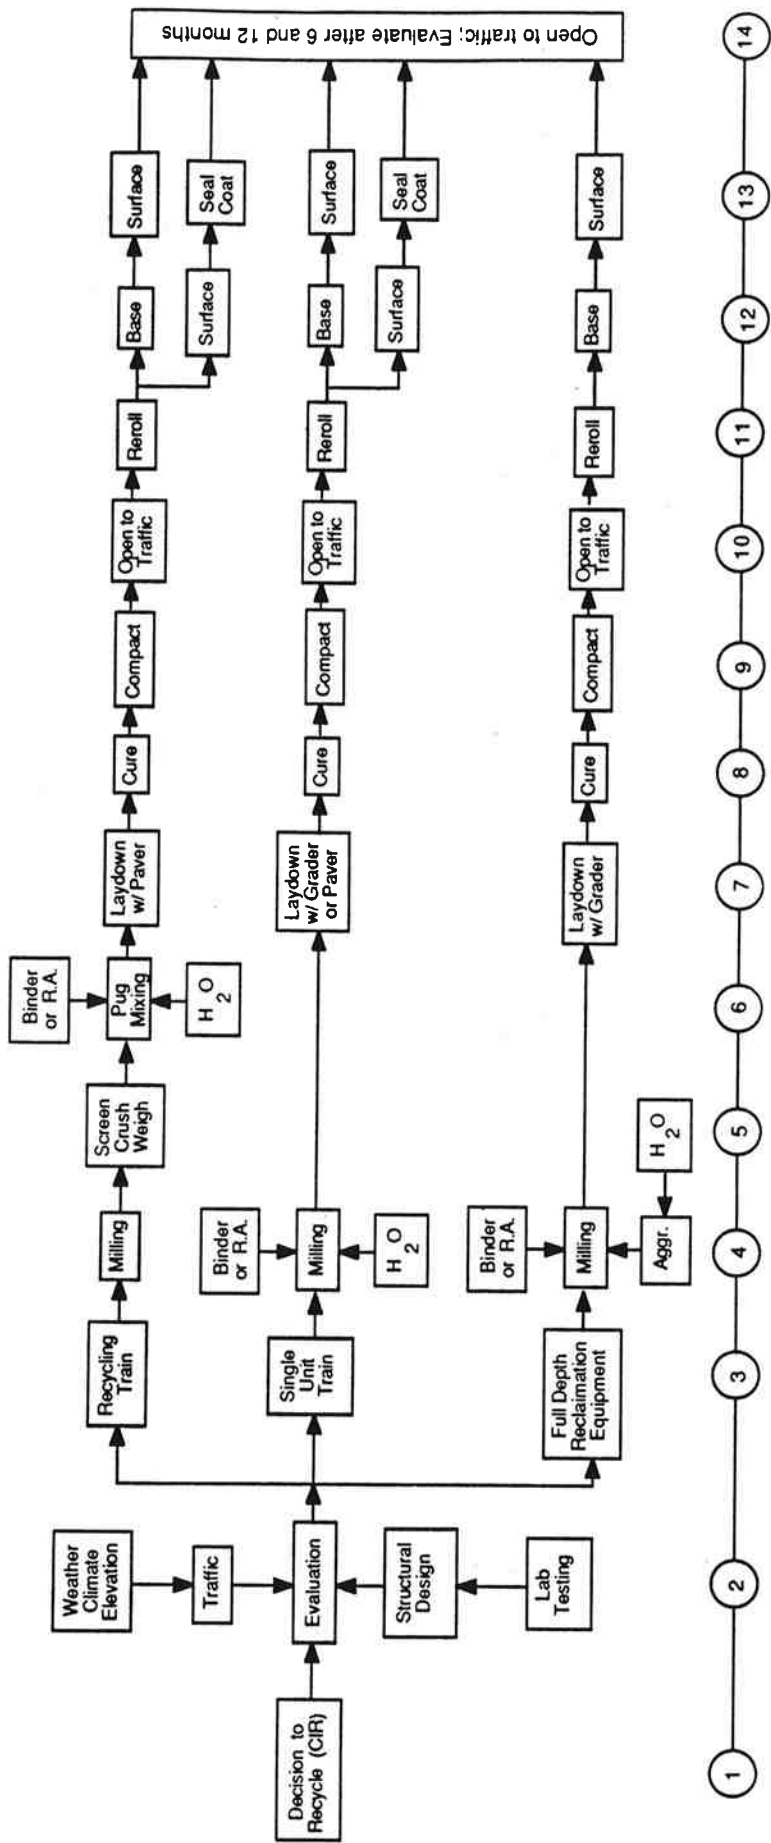 Decision to
Recycle (CIR)
Weather
Climate
Elevation
Traffic
Evaluation
Structural
Design
Lab
Testing
Recycling
Train
Milling
Screen
Crush
Weigh
Binder
or R.A.
Pug
Mixing
H2O
Laydown
w/ Paver
Cure
Compact
Open to
Traffic
Reroll
Base
Surface
Surface
Seal
Coat
Single
Unit
Train
Binder
or R.A.
Milling
H2O
Laydown
w/ Grader
or Paver
Cure
Compact
Open to
Traffic
Reroll
Base
Surface
Surface
Seal
Coat
Full Depth
Reclamation
Equipment
Binder
or R.A.
Milling
Aggr.
H2O
Laydown
w/ Grader
Cure
Compact
Open to
Traffic
Reroll
Base
Surface
Open to traffic; Evaluate after 6 and 12 months
1
2
3
4
5
6
7
8
9
10
11
12
13
14